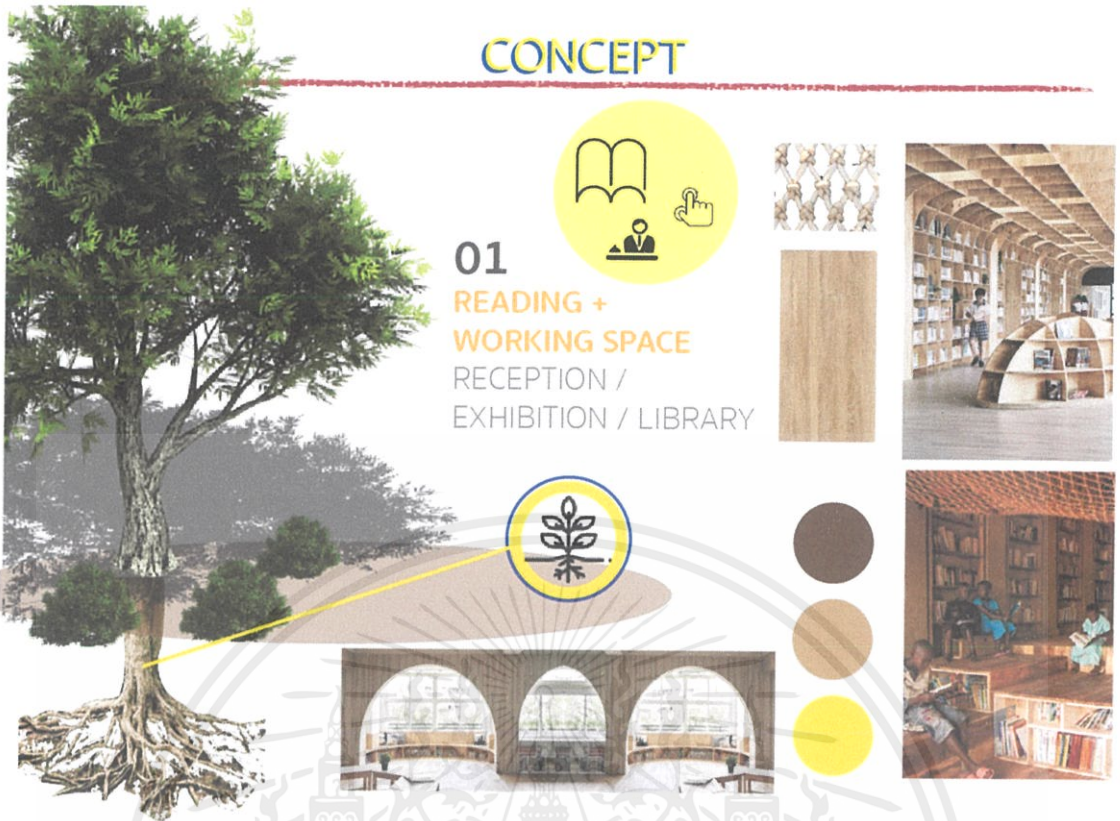 CONCEPT
01
READING +
WORKING SPACE
RECEPTION /
EXHIBITION / LIBRARY